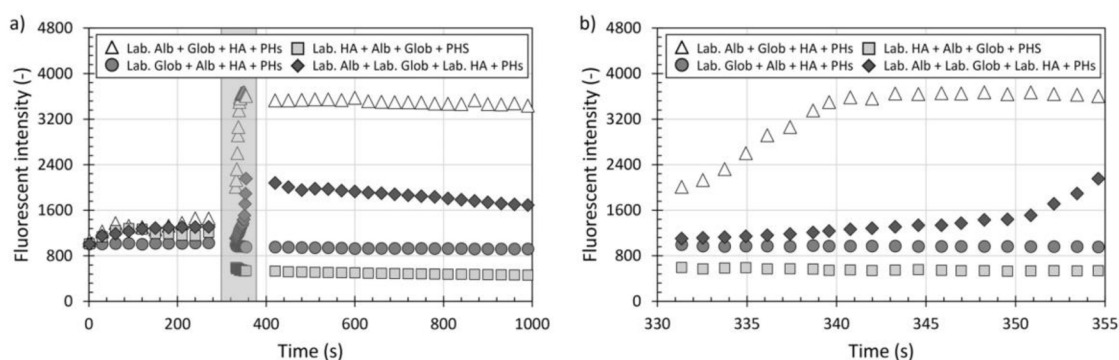 a)
4800
Lab. Alb + Glob + HA + PHs
Lab. HA + Alb + Glob + PHS
Lab. Glob + Alb + HA + PHs
Lab. Alb + Lab. Glob + Lab. HA + PHs
4000
3200
2400
1600
800
0
Fluorescent intensity (-)
0 200 400 600 800 1000
Time (s)
b)
4800
Lab. Alb + Glob + HA + PHs
Lab. HA + Alb + Glob + PHS
Lab. Glob + Alb + HA + PHs
Lab. Alb + Lab. Glob + Lab. HA + PHs
4000
3200
2400
1600
800
0
Fluorescent intensity (-)
330 335 340 345 350 355
Time (s)